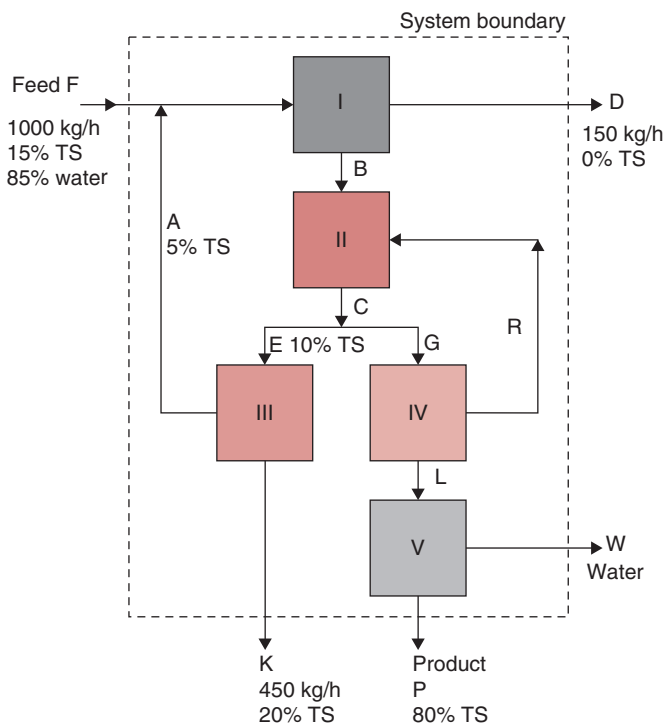 System boundary
Feed F
1000 kg/h
15% TS
85% water
I
D
150 kg/h
0% TS
B
A
5% TS
II
C
R
E 10% TS
G
III
IV
L
V
W
Water
K
450 kg/h
20% TS
Product
P
80% TS